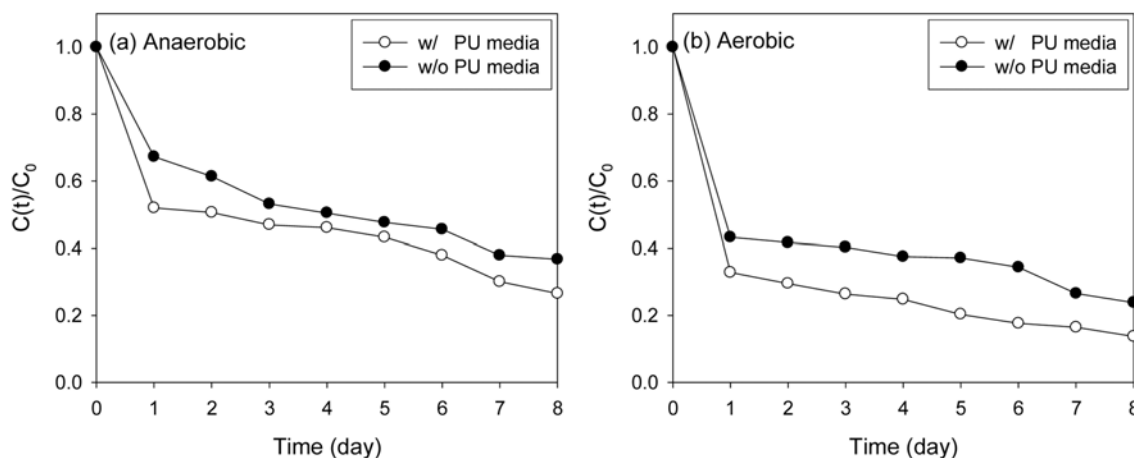 (a) Anaerobic
w/ PU media
w/o PU media
C(t)/C₀
1.0
0.8
0.6
0.4
0.2
0.0
0 1 2 3 4 5 6 7 8
Time (day)
(b) Aerobic
w/ PU media
w/o PU media
C(t)/C₀
1.0
0.8
0.6
0.4
0.2
0.0
0 1 2 3 4 5 6 7 8
Time (day)